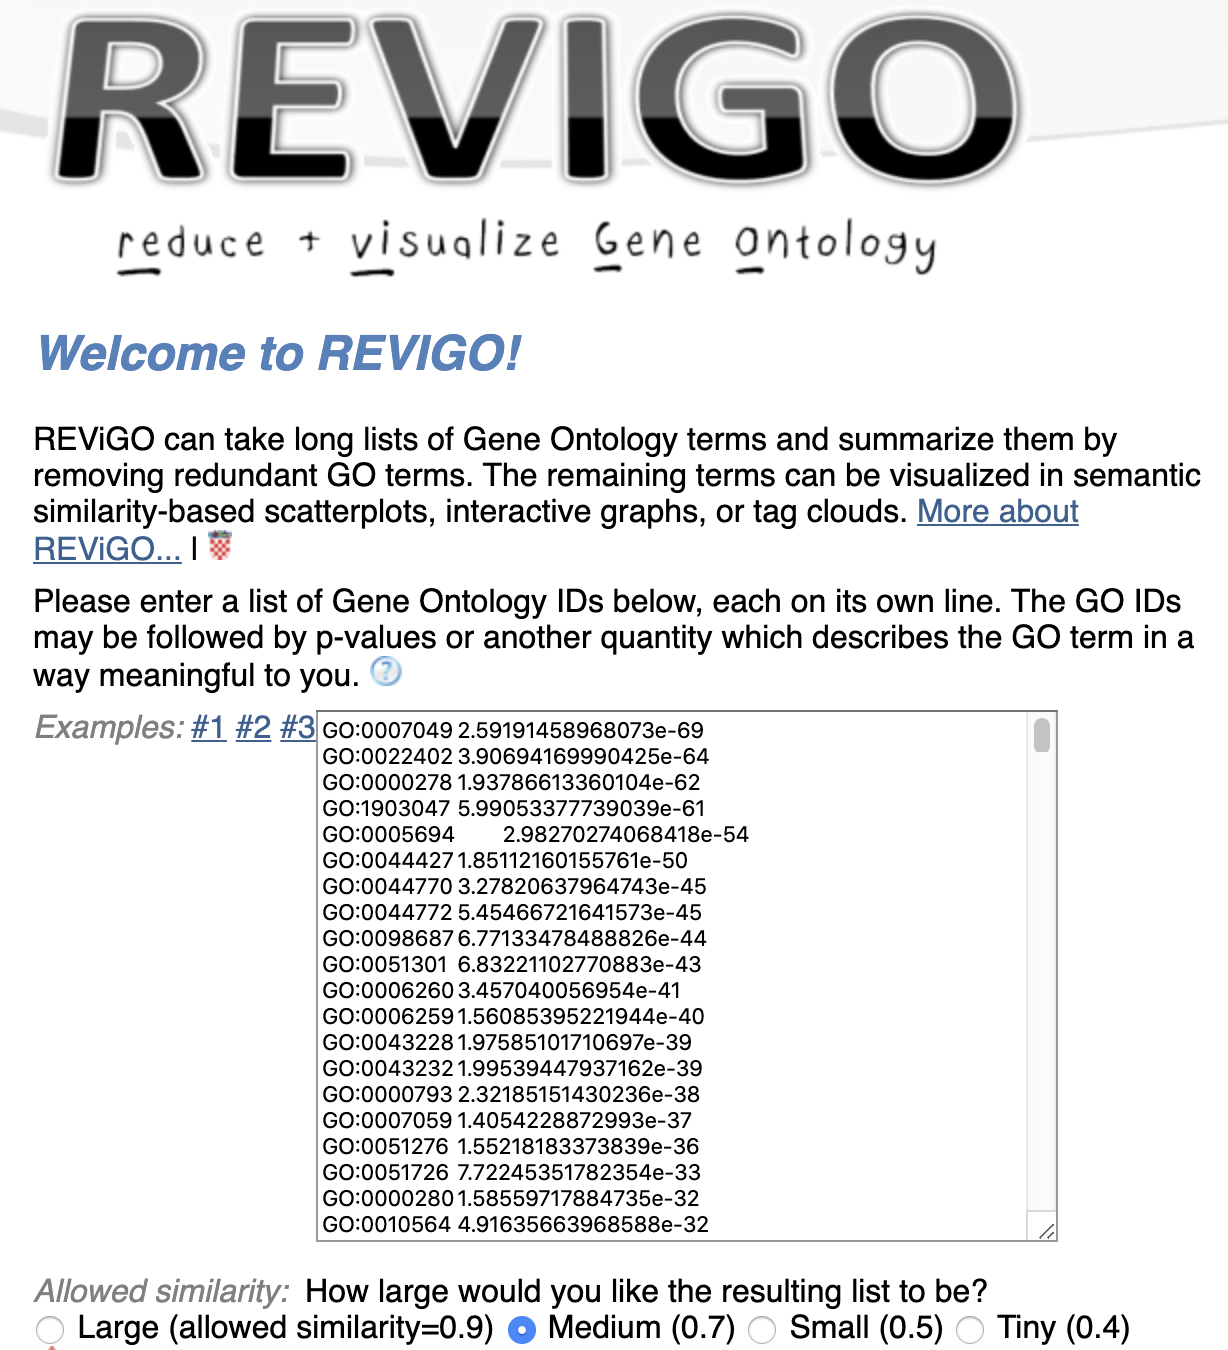 REVIGO
reduce + visualize Gene Ontology
Welcome to REVIGO!
REViGO can take long lists of Gene Ontology terms and summarize them by
removing redundant GO terms. The remaining terms can be visualized in semantic
similarity-based scatterplots, interactive graphs, or tag clouds. More about
REViGO... |
Please enter a list of Gene Ontology IDs below, each on its own line. The GO IDs
may be followed by p-values or another quantity which describes the GO term in a
way meaningful to you. ?
Examples: #1 #2 #3
GO:0007049 2.59191458968073e-69
GO:0022402 3.90694169990425e-64
GO:0000278 1.93786613360104e-62
GO:1903047 5.99053377739039e-61
GO:0005694 2.98270274068418e-54
GO:0044427 1.85112160155761e-50
GO:0044770 3.27820637964743e-45
GO:0044772 5.45466721641573e-45
GO:0098687 6.77133478488826e-44
GO:0051301 6.83221102770883e-43
GO:0006260 3.457040056954e-41
GO:0006259 1.56085395221944e-40
GO:0043228 1.97585101710697e-39
GO:0043232 1.99539447937162e-39
GO:0000793 2.32185151430236e-38
GO:0007059 1.4054228872993e-37
GO:0051276 1.55218183373839e-36
GO:0051726 7.72245351782354e-33
GO:0000280 1.58559717884735e-32
GO:0010564 4.91635663968588e-32
Allowed similarity: How large would you like the resulting list to be?
Large (allowed similarity=0.9) Medium (0.7) Small (0.5) Tiny (0.4)